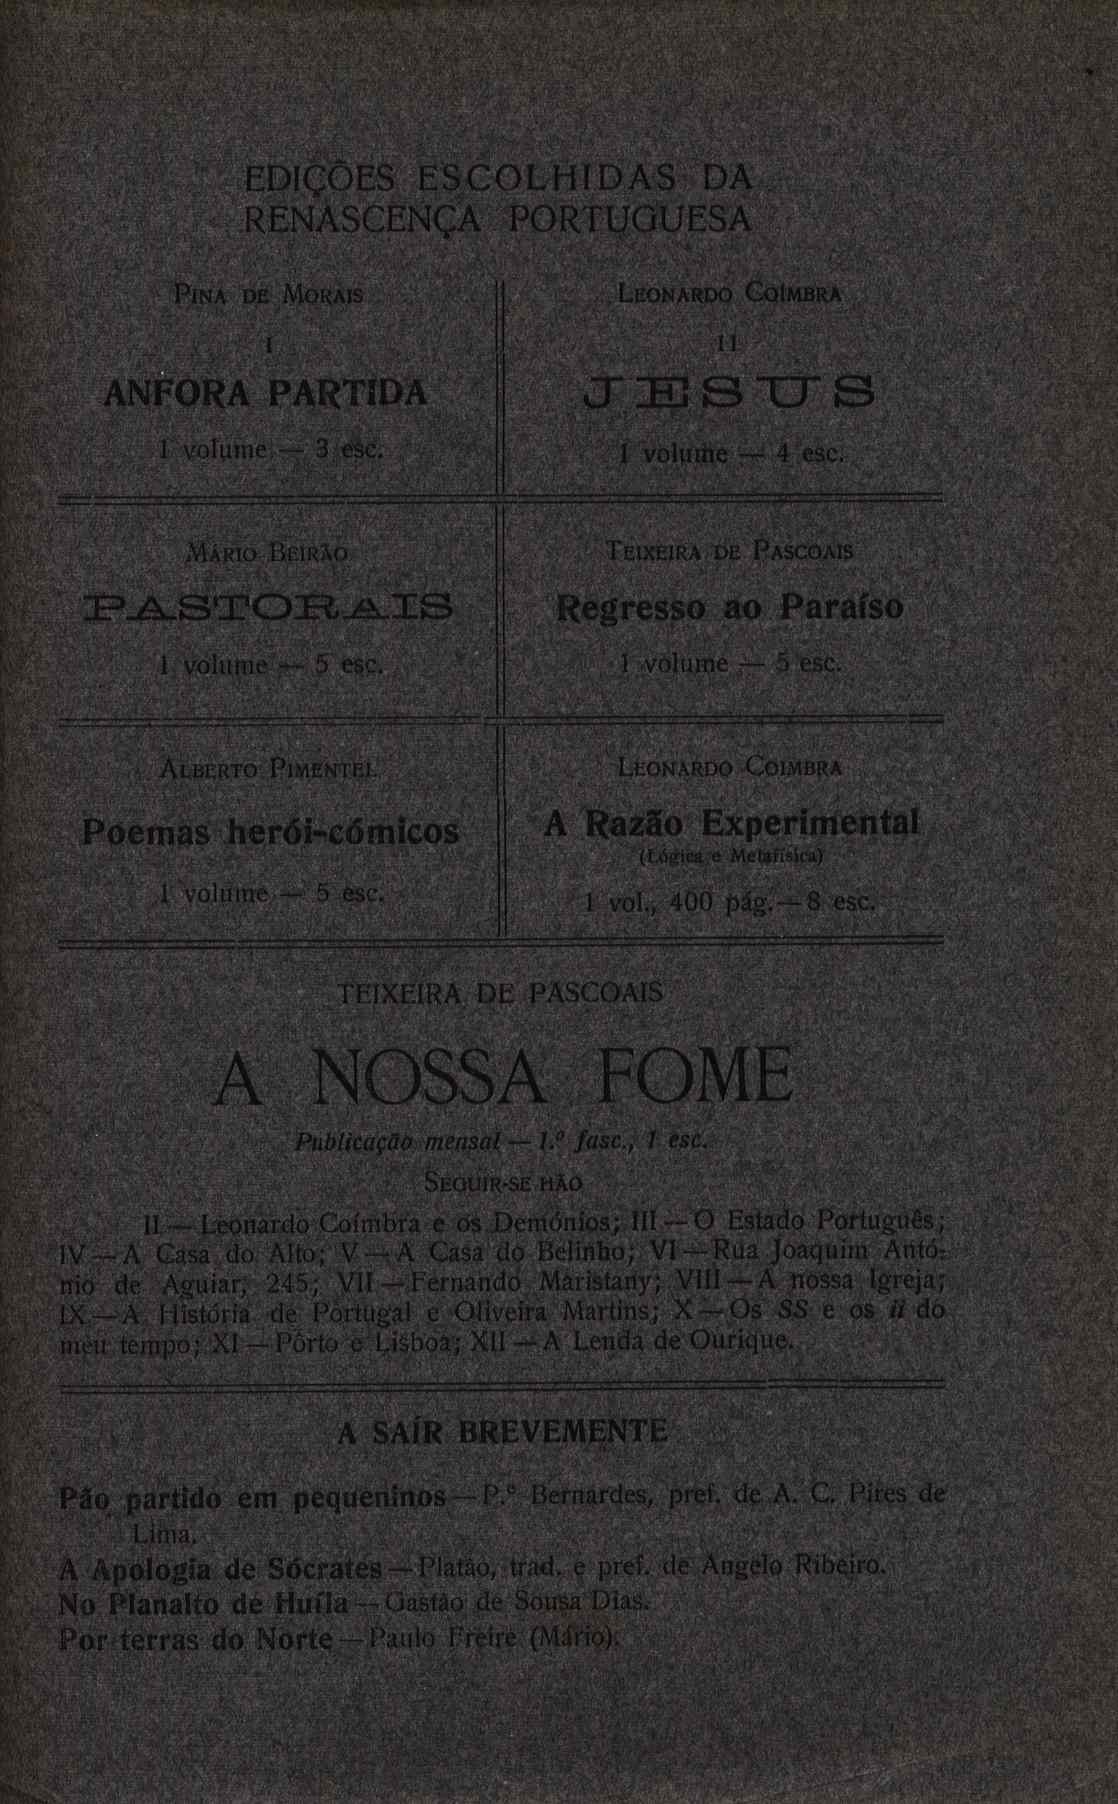 EDIÇÕES ESCOLHIDAS DA
RENASCENÇA PORTUGUESA
PINA DE MORAIS
I
ANFORA PARTIDA
1 volume — 3 esc.
LEONARDO COÍMBRA
II
JESUS
1 volume — 4 esc.
MÁRIO BEIRÃO
PASTORAIS
1 volume — 5 esc.
TEIXEIRA DE PASCOAIS
Regresso ao Paraíso
1 volume — 5 esc.
ALBERTO PIMENTEL
Poemas herói-cómicos
1 volume — 5 esc.
LEONARDO COIMBRA
A Razão Experimental
(Lógica e Metafísica)
1 vol., 400 pág. — 8 esc.
TEIXEIRA DE PASCOAIS
A NOSSA FOME
Publicação mensal — 1.º fasc., 1 esc.
SEGUIR-SE HÃO
II — Leonardo Coímbra e os Demónios; III — O Estado Português;
IV — A Casa do Alto; V — A Casa do Belinho; VI — Rua Joaquim Antó-
nio de Aguiar, 245; VII — Fernando Maristany; VIII — A nossa Igreja;
IX — A História de Portugal e Oliveira Martins; X — Os SS e os ii do
meu tempo; XI — Pôrto e Lisboa; XII — A Lenda de Ourique.
A SAÍR BREVEMENTE
Pão partido em pequeninos — P.e Bernardes, pref. de A. C. Pires de
Lima.
A Apologia de Sócrates — Platão, trad. e pref. de Angelo Ribeiro.
No Planalto de Huíla — Gastão de Sousa Dias.
Por terras do Norte — Paulo Freire (Mário).